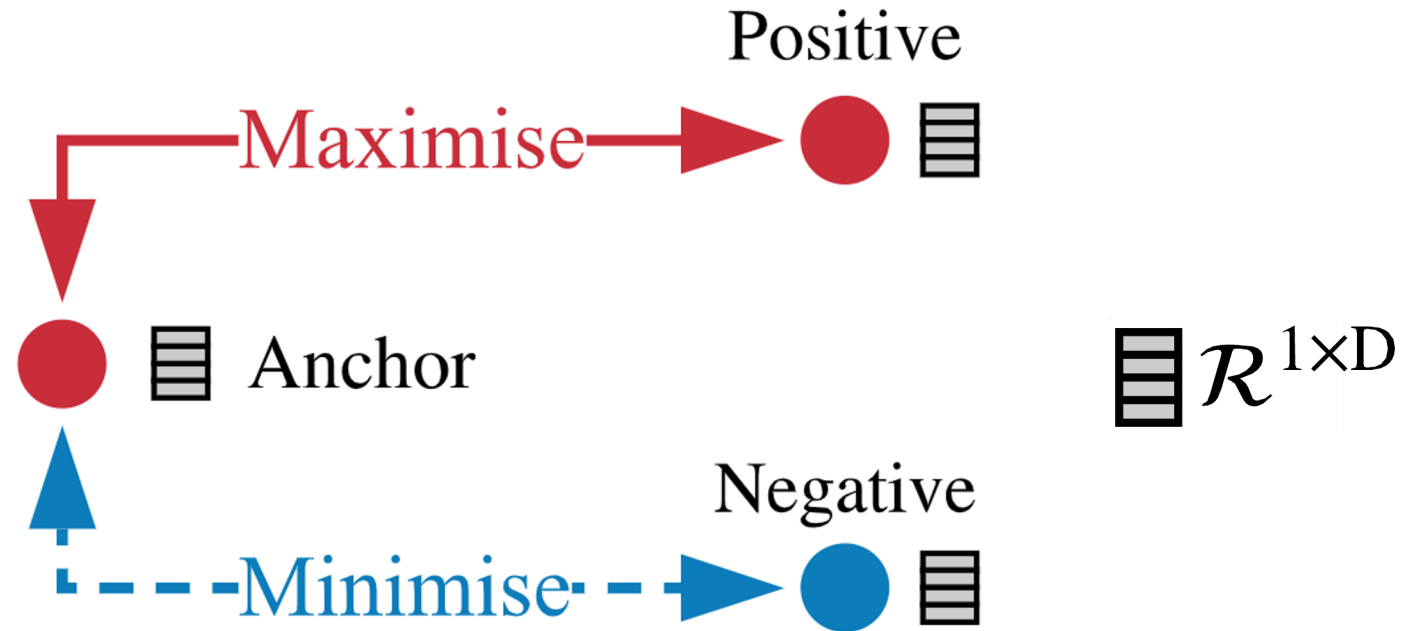 Positive
Maximise
Anchor
ℛ^{1×D}
Negative
Minimise